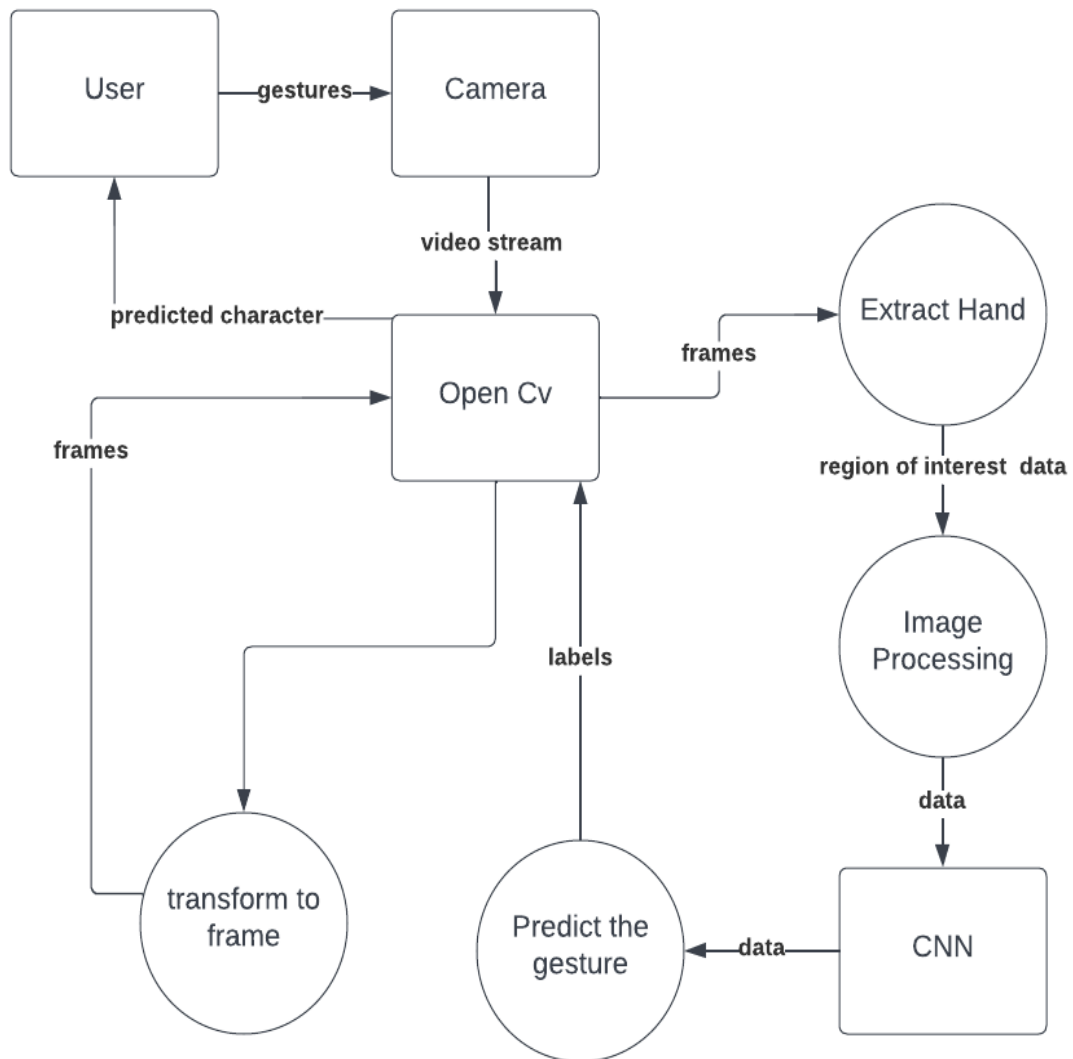 User
gestures
Camera
video stream
predicted character
Open Cv
frames
Extract Hand
frames
region of interest  data
Image
Processing
labels
data
transform to
frame
Predict the
gesture
data
CNN